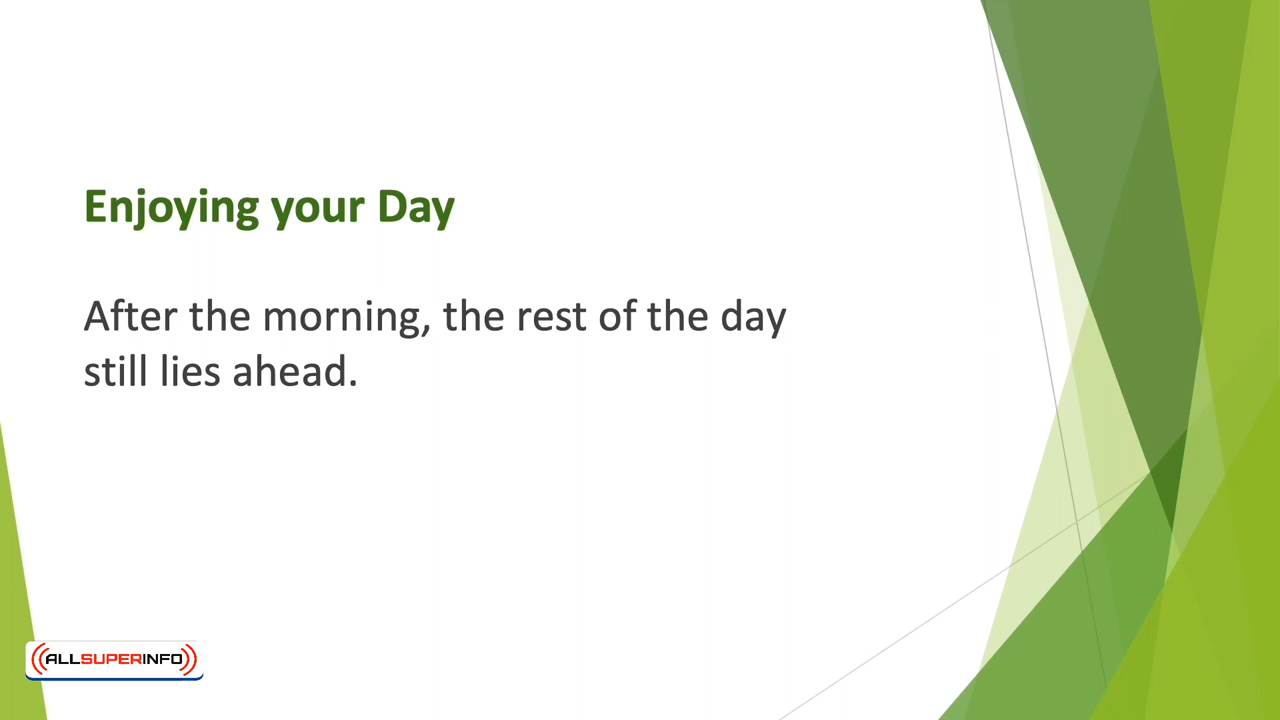 Enjoying your Day
After the morning, the rest of the day
still lies ahead.
ALLSUPERINFO